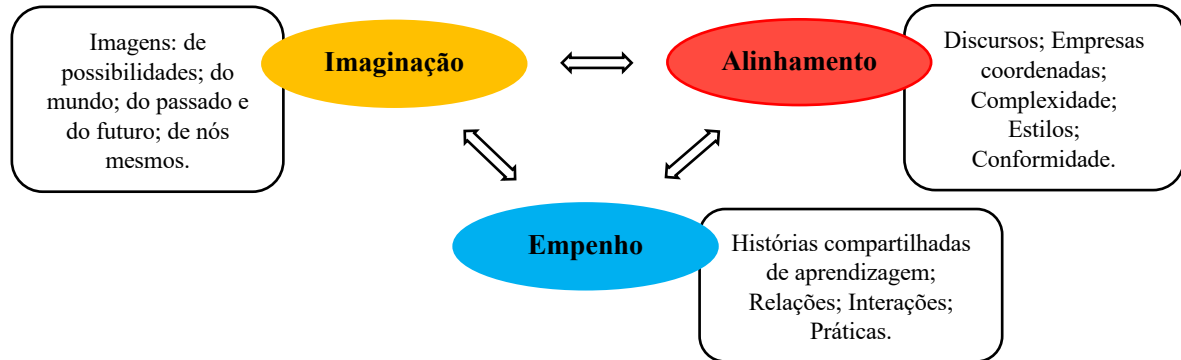 Imagens: de
possibilidades; do
mundo; do passado e
do futuro; de nós
mesmos.
Imaginação
Alinhamento
Discursos; Empresas
coordenadas;
Complexidade;
Estilos;
Conformidade.
Empenho
Histórias compartilhadas
de aprendizagem;
Relações; Interações;
Práticas.